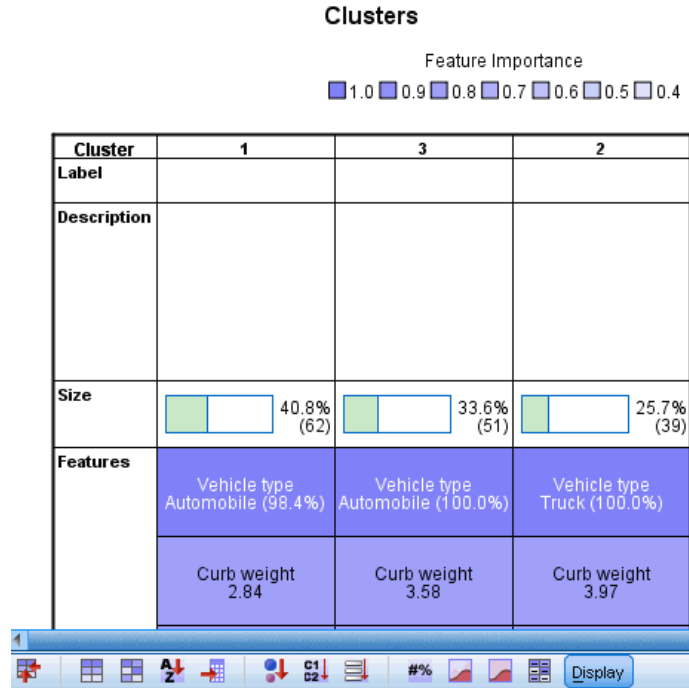 Clusters
Feature Importance
1.0 0.9 0.8 0.7 0.6 0.5 0.4
Cluster 1 3 2
Label
Description
Size 40.8% 33.6% 25.7%
(62) (51) (39)
Features
Vehicle type Vehicle type Vehicle type
Automobile (98.4%) Automobile (100.0%) Truck (100.0%)
Curb weight Curb weight Curb weight
2.84 3.58 3.97
A Z C1 C2 #% Display